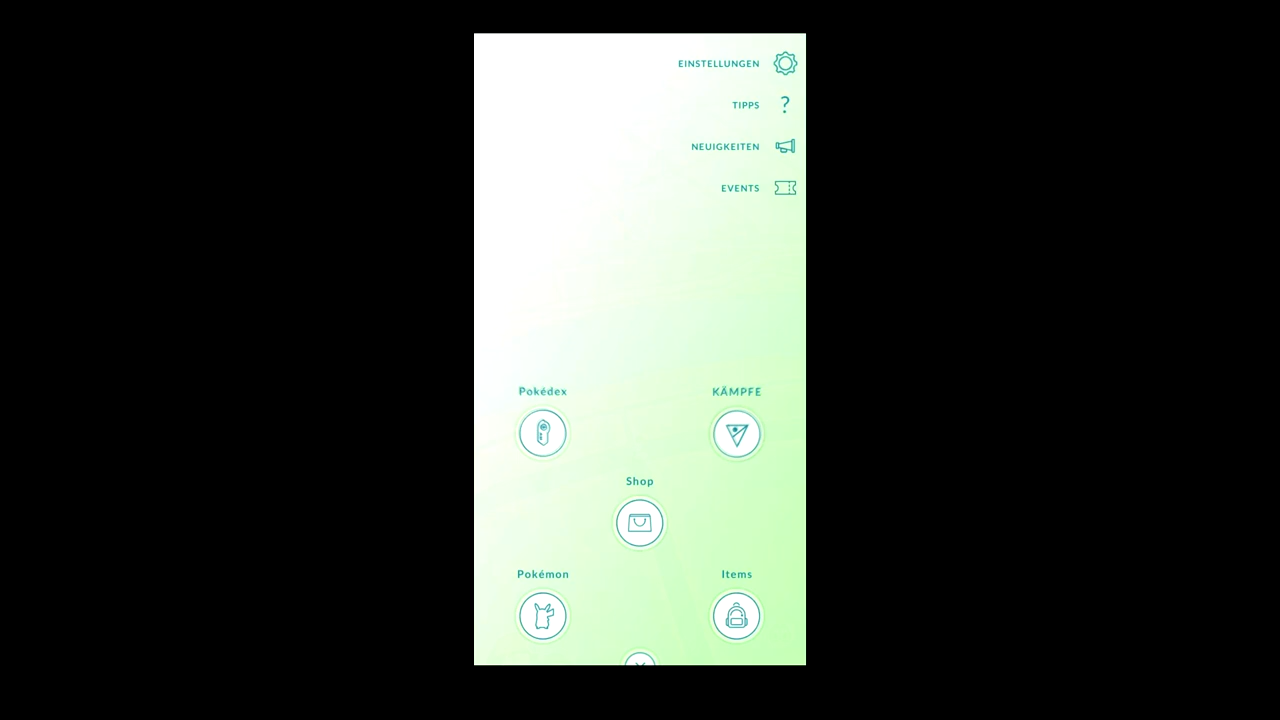 EINSTELLUNGEN
TIPPS
?
NEUIGKEITEN
EVENTS
Pokédex
KÄMPFE
Shop
Pokémon
Items